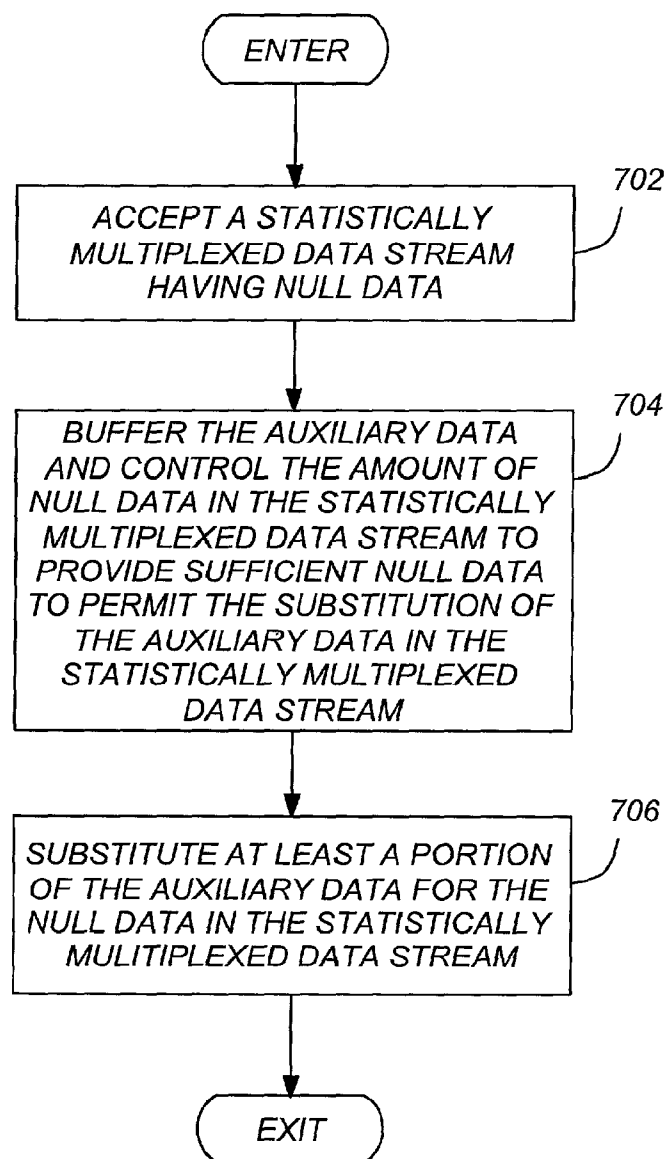 ENTER
702
ACCEPT A STATISTICALLY
MULTIPLEXED DATA STREAM
HAVING NULL DATA
704
BUFFER THE AUXILIARY DATA
AND CONTROL THE AMOUNT OF
NULL DATA IN THE STATISTICALLY
MULTIPLEXED DATA STREAM TO
PROVIDE SUFFICIENT NULL DATA
TO PERMIT THE SUBSTITUTION OF
THE AUXILIARY DATA IN THE
STATISTICALLY MULTIPLEXED
DATA STREAM
706
SUBSTITUTE AT LEAST A PORTION
OF THE AUXILIARY DATA FOR THE
NULL DATA IN THE STATISTICALLY
MULITIPLEXED DATA STREAM
EXIT